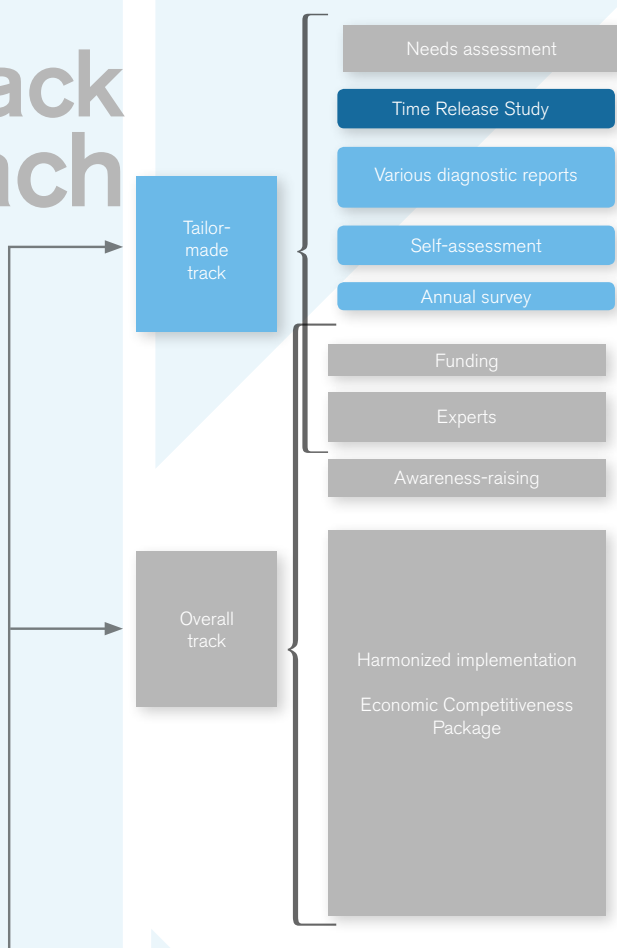 ack
ach
Needs assessment
Time Release Study
Various diagnostic reports
Self-assessment
Annual survey
Tailor-
made
track
Funding
Experts
Awareness-raising
Overall
track
Harmonized implementation
Economic Competitiveness
Package